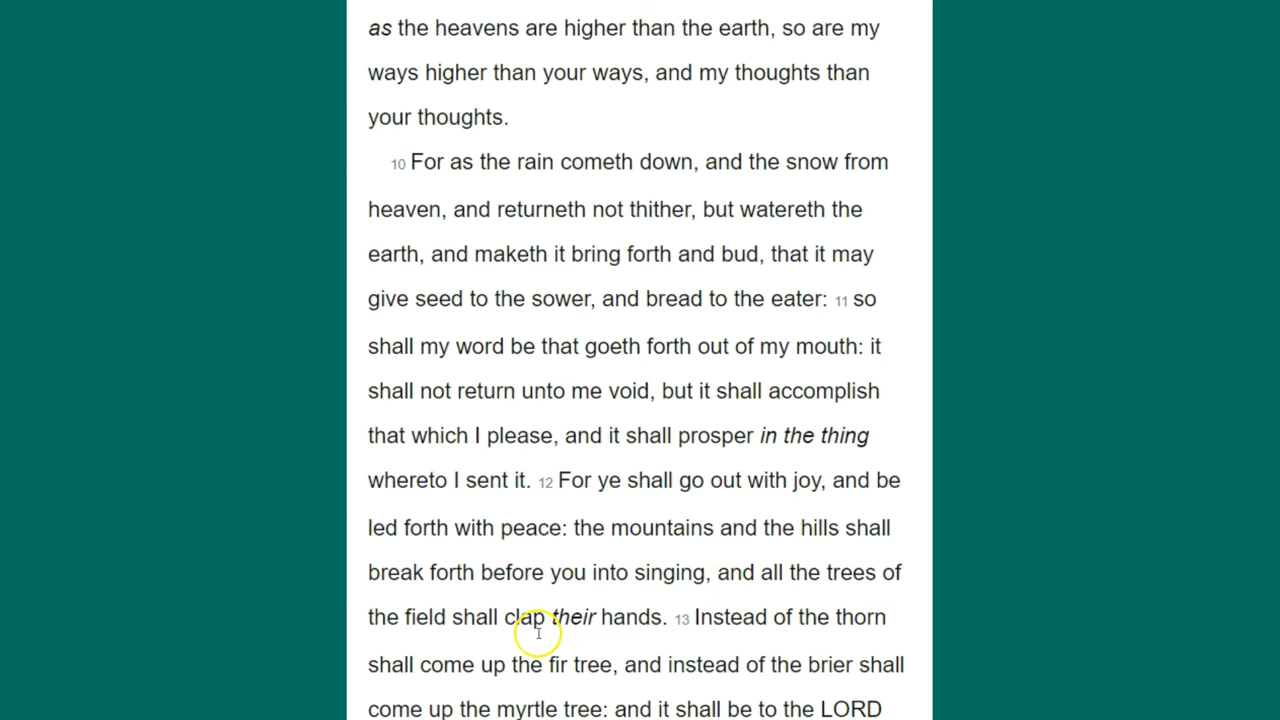 as the heavens are higher than the earth, so are my
ways higher than your ways, and my thoughts than
your thoughts.
10 For as the rain cometh down, and the snow from
heaven, and returneth not thither, but watereth the
earth, and maketh it bring forth and bud, that it may
give seed to the sower, and bread to the eater: 11 so
shall my word be that goeth forth out of my mouth: it
shall not return unto me void, but it shall accomplish
that which I please, and it shall prosper in the thing
whereto I sent it. 12 For ye shall go out with joy, and be
led forth with peace: the mountains and the hills shall
break forth before you into singing, and all the trees of
the field shall clap their hands. 13 Instead of the thorn
shall come up the fir tree, and instead of the brier shall
come up the myrtle tree: and it shall be to the LORD